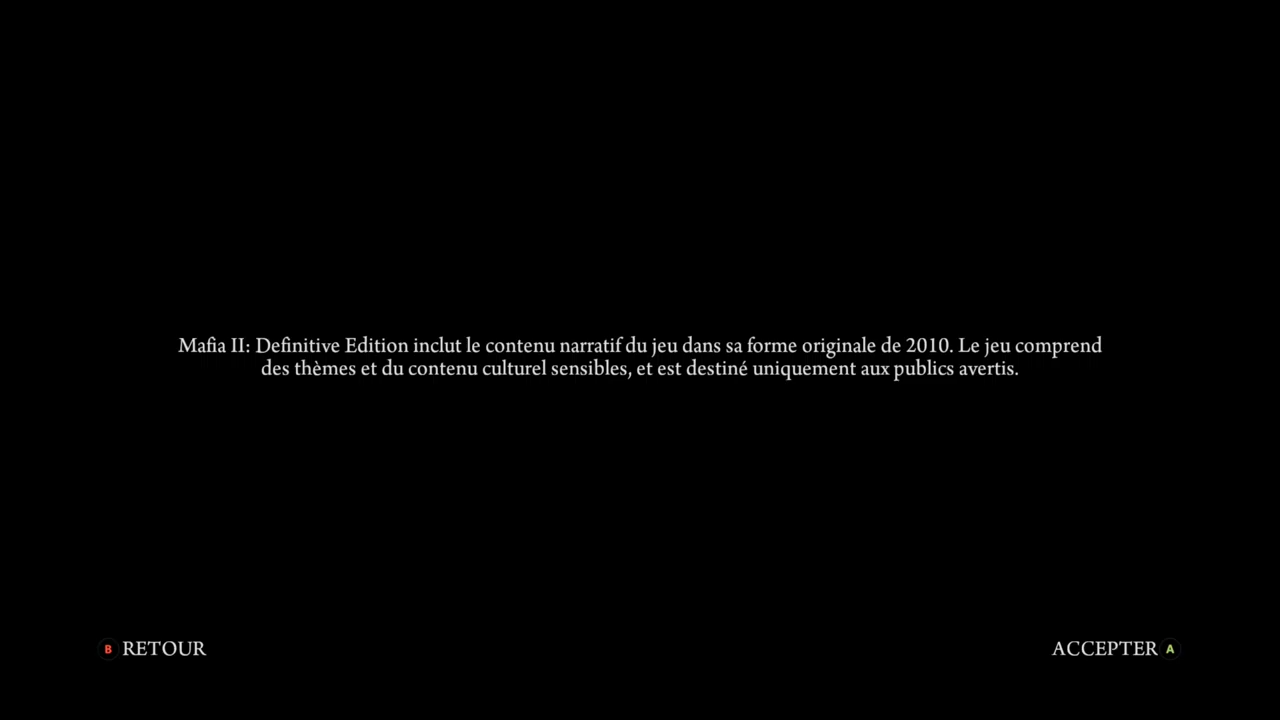 Mafia II: Definitive Edition inclut le contenu narratif du jeu dans sa forme originale de 2010. Le jeu comprend
des thèmes et du contenu culturel sensibles, et est destiné uniquement aux publics avertis.
B RETOUR
ACCEPTER A